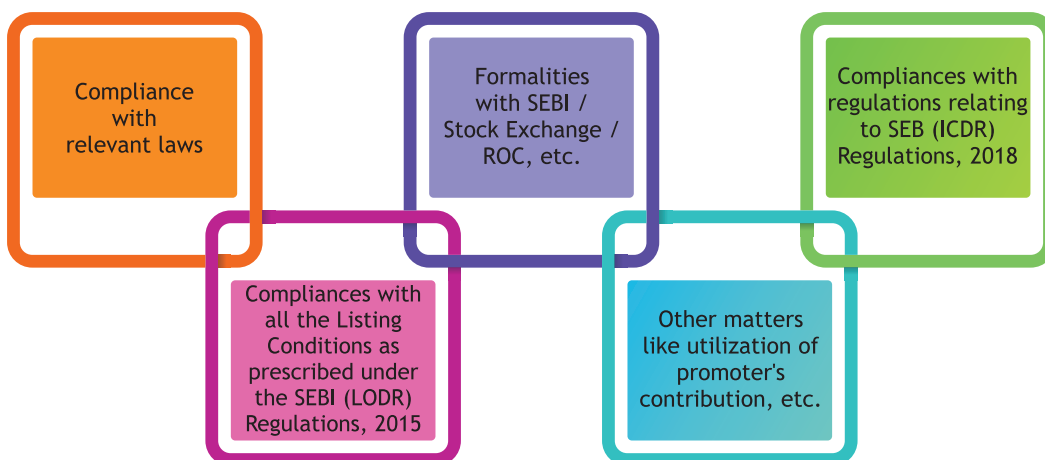 Compliance
with
relevant laws
Compliances with
all the Listing
Conditions as
prescribed under
the SEBI (LODR)
Regulations, 2015
Formalities
with SEBI /
Stock Exchange /
ROC, etc.
Other matters
like utilization of
promoter's
contribution, etc.
Compliances with
regulations relating
to SEB (ICDR)
Regulations, 2018